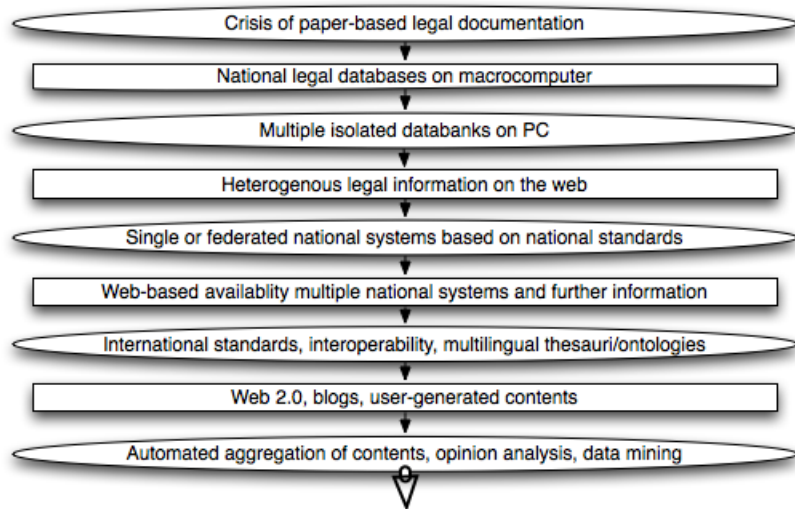 Crisis of paper-based legal documentation
National legal databases on macrocomputer
Multiple isolated databanks on PC
Heterogenous legal information on the web
Single or federated national systems based on national standards
Web-based availablity multiple national systems and further information
International standards, interoperability, multilingual thesauri/ontologies
Web 2.0, blogs, user-generated contents
Automated aggregation of contents, opinion analysis, data mining